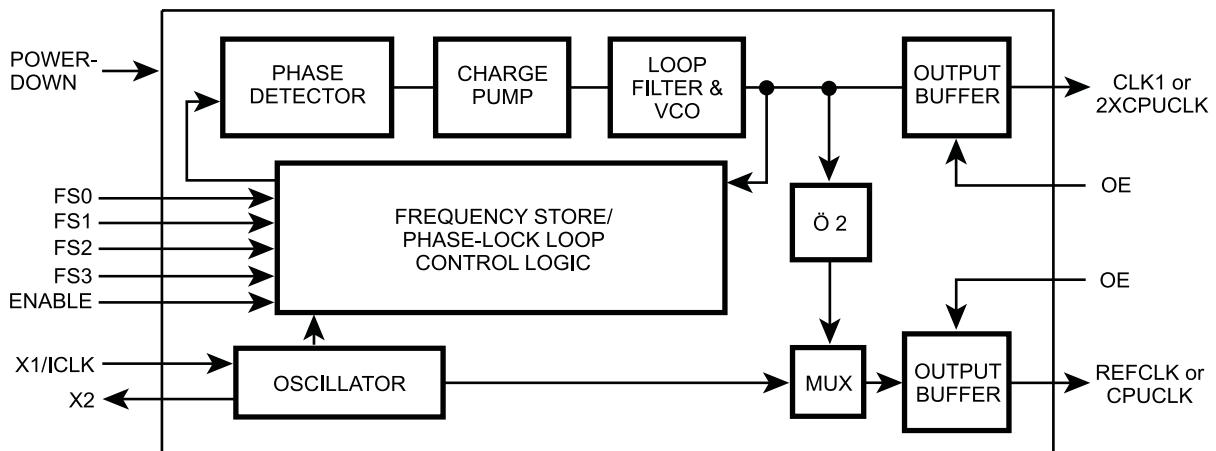 POWER-
DOWN
PHASE
DETECTOR
CHARGE
PUMP
LOOP
FILTER &
VCO
OUTPUT
BUFFER
CLK1 or
2XCPUCLK
FS0
FS1
FS2
FS3
ENABLE
FREQUENCY STORE/
PHASE-LOCK LOOP
CONTROL LOGIC
Ö 2
OE
OE
X1/ICLK
X2
OSCILLATOR
MUX
OUTPUT
BUFFER
REFCLK or
CPUCLK